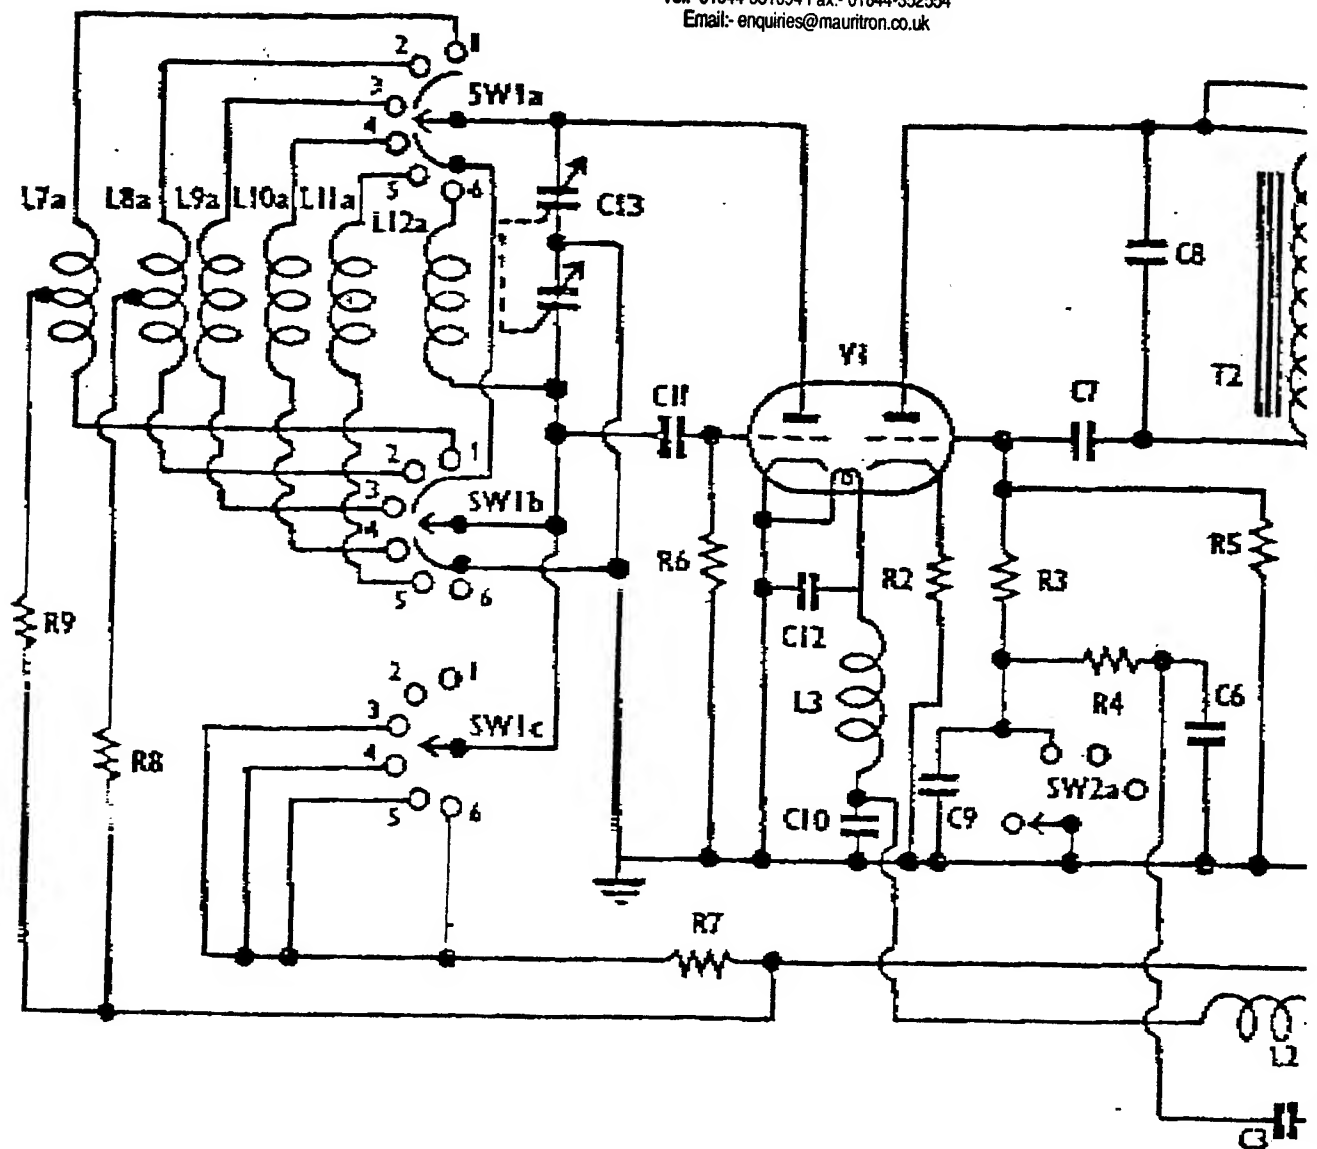 Email:- enquiries@mauritron.co.uk
1
2
3
SW1a
4
5
6
L7a L8a L9a L10a L11a
L12a
C13
C8
V1
T2
C11
C7
2 1
3
SW1b
4
5 6
R6
R2
R3
R5
R9
C12
2 1
3
SW1c
4
5 6
L3
R4
C6
R8
SW2a
C10
C9
R7
L2
C3